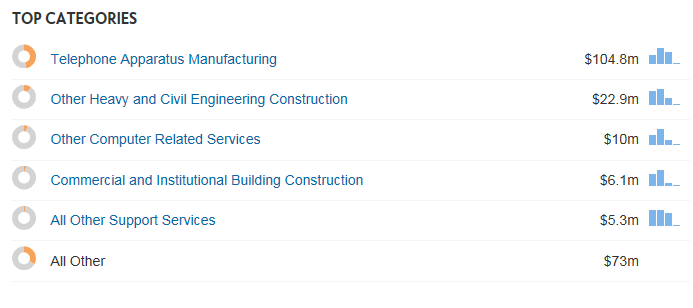 TOP CATEGORIES
Telephone Apparatus Manufacturing $104.8m
Other Heavy and Civil Engineering Construction $22.9m
Other Computer Related Services $10m
Commercial and Institutional Building Construction $6.1m
All Other Support Services $5.3m
All Other $73m